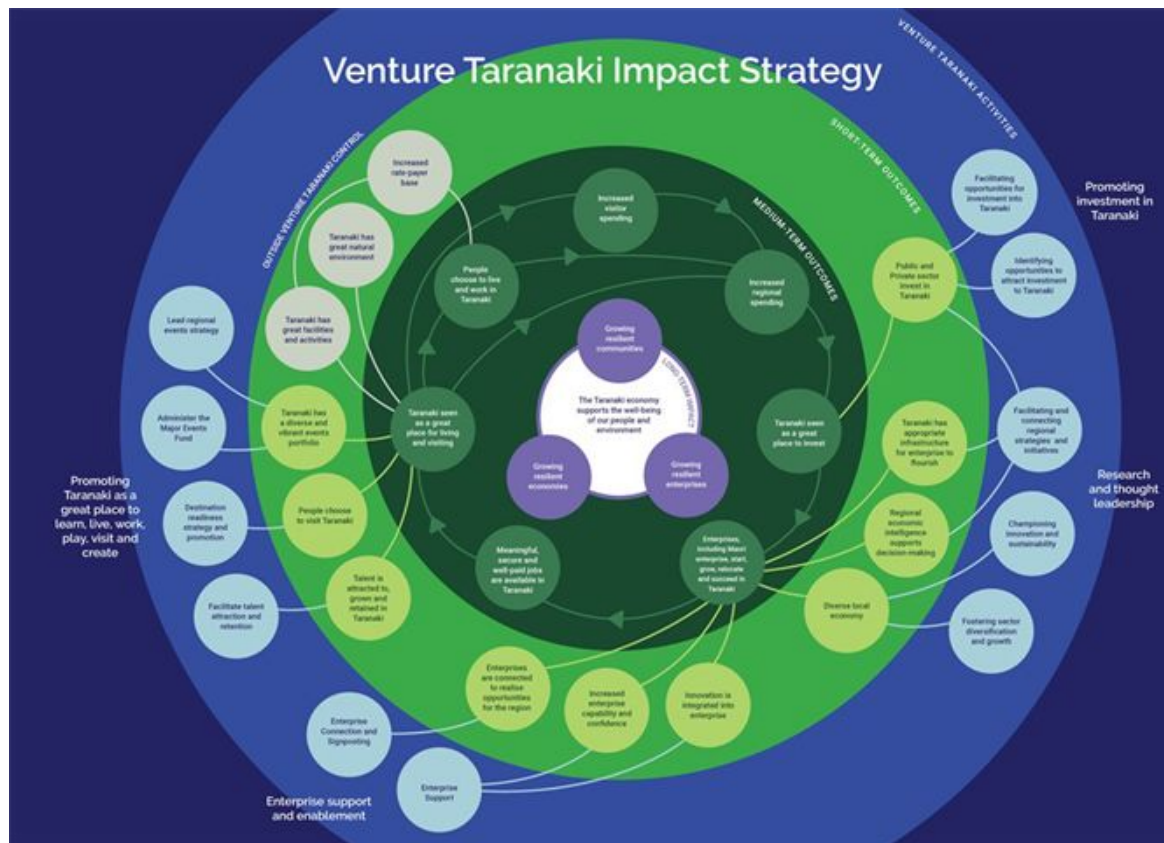 Venture Taranaki Impact Strategy
VENTURE TARANAKI ACTIVITIES
SHORT-TERM OUTCOMES
MEDIUM-TERM OUTCOMES
OUTSIDE VENTURE TARANAKI CONTROL
LONG-TERM IMPACT
Increased
rate-payer
base
Taranaki has
great natural
environment
Taranaki has
great facilities
and activities
People
choose to live
and work in
Taranaki
Increased
visitor
spending
Increased
regional
spending
Taranaki seen
as a great
place to invest
Enterprises,
including Maori
enterprise, start,
grow, relocate
and succeed in
Taranaki
Meaningful,
secure and
well-paid jobs
are available in
Taranaki
Taranaki seen
as a great
place for living
and visiting
Growing
resilient
communities
The Taranaki economy
supports the well-being
of our people and
environment
Growing
resilient
economies
Growing
resilient
enterprises
Facilitating
opportunities for
investment into
Taranaki
Promoting
investment in
Taranaki
Identifying
opportunities to
attract investment
to Taranaki
Public and
Private sector
invest in
Taranaki
Facilitating and
connecting
regional
strategies and
initiatives
Taranaki has
appropriate
infrastructure
for enterprise to
flourish
Research
and thought
leadership
Regional
economic
intelligence
supports
decision-making
Championing
innovation and
sustainability
Diverse local
economy
Fostering sector
diversification
and growth
Lead regional
events strategy
Administer the
Major Events
Fund
Taranaki has
a diverse and
vibrant events
portfolio
Promoting
Taranaki as a
great place to
learn, live, work,
play, visit and
create
Destination
readiness
strategy and
promotion
People choose
to visit Taranaki
Facilitate talent
attraction and
retention
Talent is
attracted to,
grown and
retained in
Taranaki
Enterprises
are connected
to realise
opportunities
for the region
Increased
enterprise
capability and
confidence
Innovation is
integrated into
enterprise
Enterprise
Connection and
Signposting
Enterprise
Support
Enterprise support
and enablement